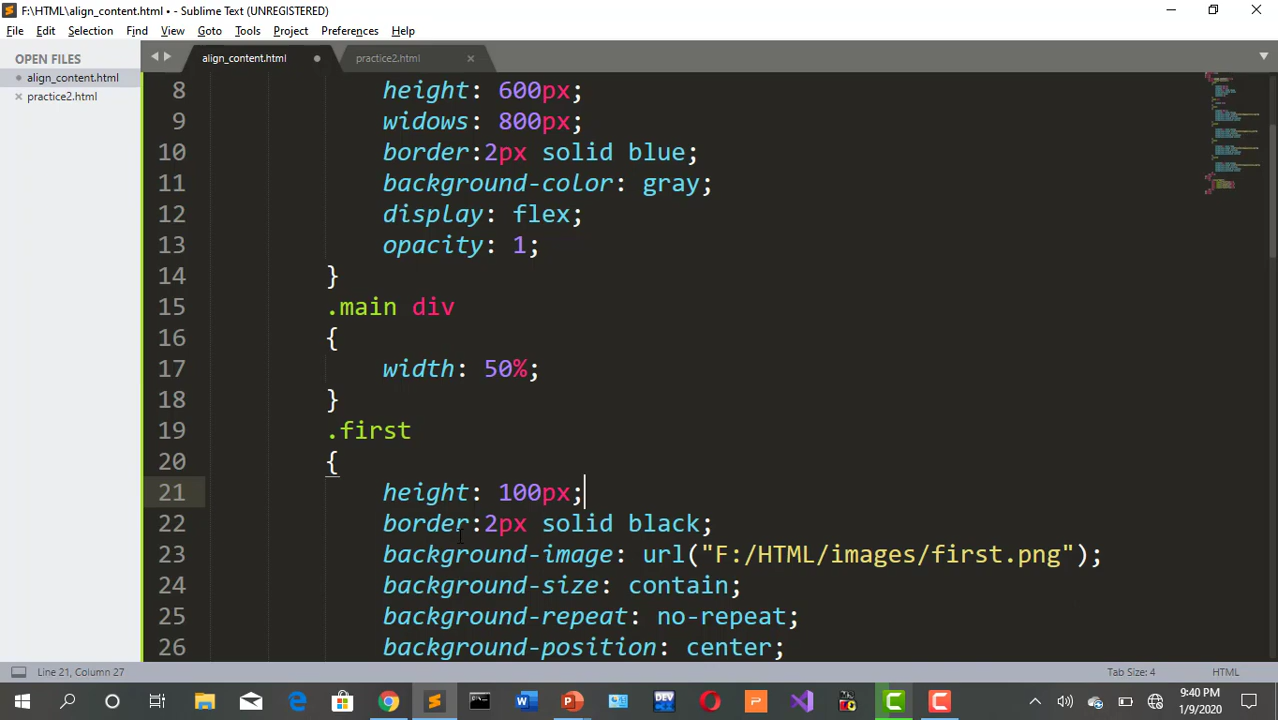 F:\HTML\align_content.html • - Sublime Text (UNREGISTERED)
File Edit Selection Find View Goto Tools Project Preferences Help
OPEN FILES
align_content.html
practice2.html
align_content.html
practice2.html
8 height: 600px;
9 widows: 800px;
10 border:2px solid blue;
11 background-color: gray;
12 display: flex;
13 opacity: 1;
14 }
15 .main div
16 {
17 width: 50%;
18 }
19 .first
20 {
21 height: 100px;
22 border:2px solid black;
23 background-image: url("F:/HTML/images/first.png");
24 background-size: contain;
25 background-repeat: no-repeat;
26 background-position: center;
Line 21, Column 27
Tab Size: 4
HTML
DEV
9:40 PM
1/9/2020